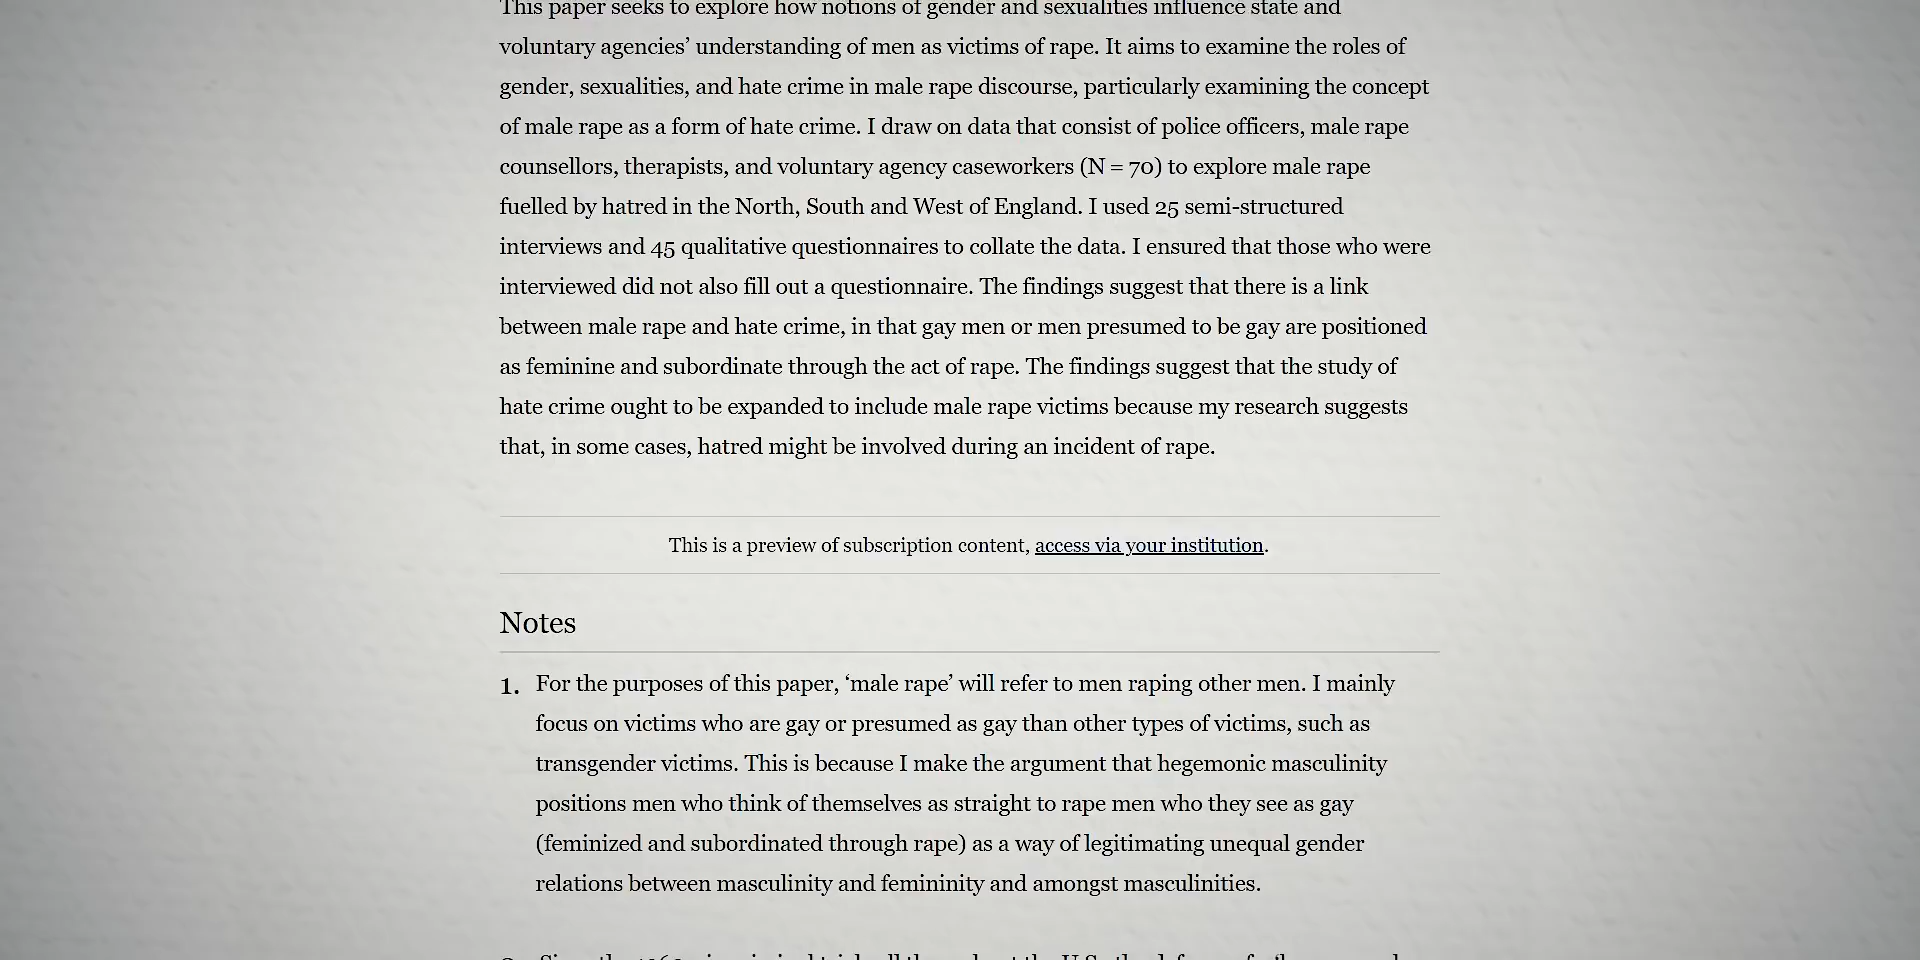 This paper seeks to explore how notions of gender and sexualities influence state and
voluntary agencies’ understanding of men as victims of rape. It aims to examine the roles of
gender, sexualities, and hate crime in male rape discourse, particularly examining the concept
of male rape as a form of hate crime. I draw on data that consist of police officers, male rape
counsellors, therapists, and voluntary agency caseworkers (N = 70) to explore male rape
fuelled by hatred in the North, South and West of England. I used 25 semi-structured
interviews and 45 qualitative questionnaires to collate the data. I ensured that those who were
interviewed did not also fill out a questionnaire. The findings suggest that there is a link
between male rape and hate crime, in that gay men or men presumed to be gay are positioned
as feminine and subordinate through the act of rape. The findings suggest that the study of
hate crime ought to be expanded to include male rape victims because my research suggests
that, in some cases, hatred might be involved during an incident of rape.
This is a preview of subscription content, access via your institution.
Notes
1. For the purposes of this paper, ‘male rape’ will refer to men raping other men. I mainly
focus on victims who are gay or presumed as gay than other types of victims, such as
transgender victims. This is because I make the argument that hegemonic masculinity
positions men who think of themselves as straight to rape men who they see as gay
(feminized and subordinated through rape) as a way of legitimating unequal gender
relations between masculinity and femininity and amongst masculinities.